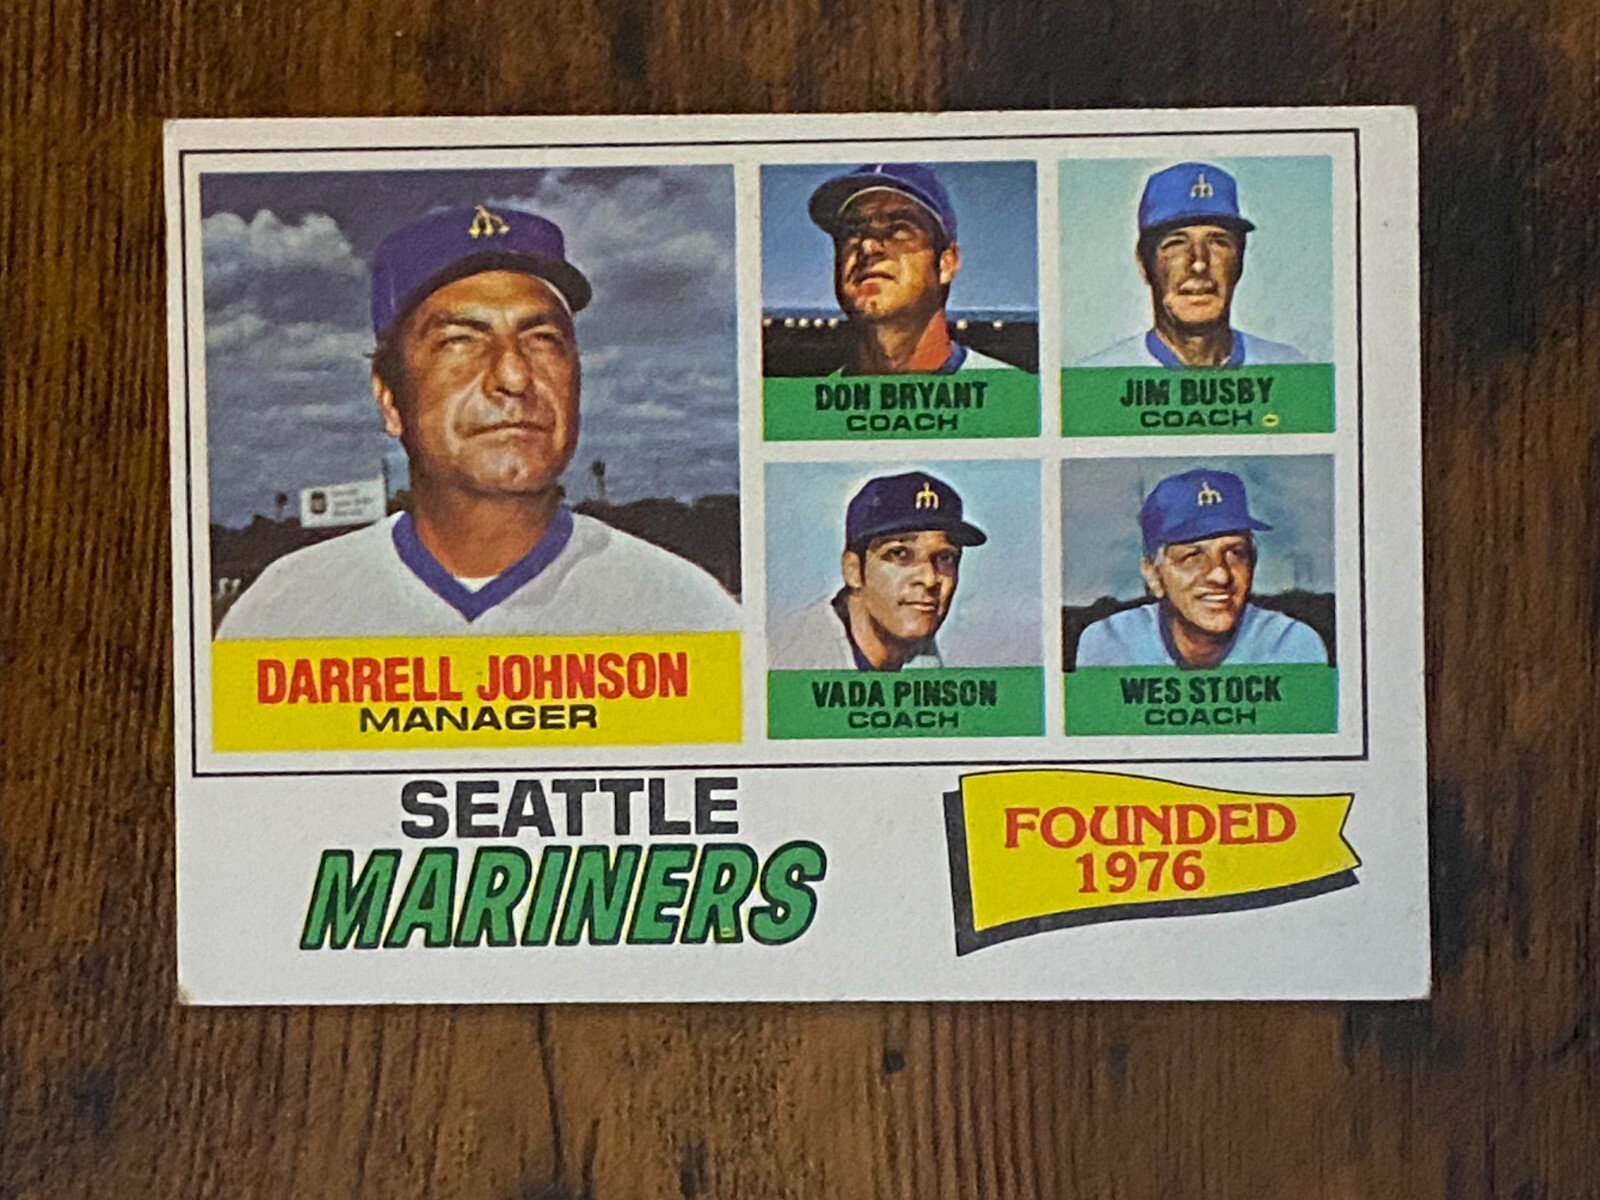 DARRELL JOHNSON
MANAGER
DON BRYANT
COACH
JIM BUSBY
COACH
VADA PINSON
COACH
WES STOCK
COACH
SEATTLE
MARINERS
FOUNDED
1976